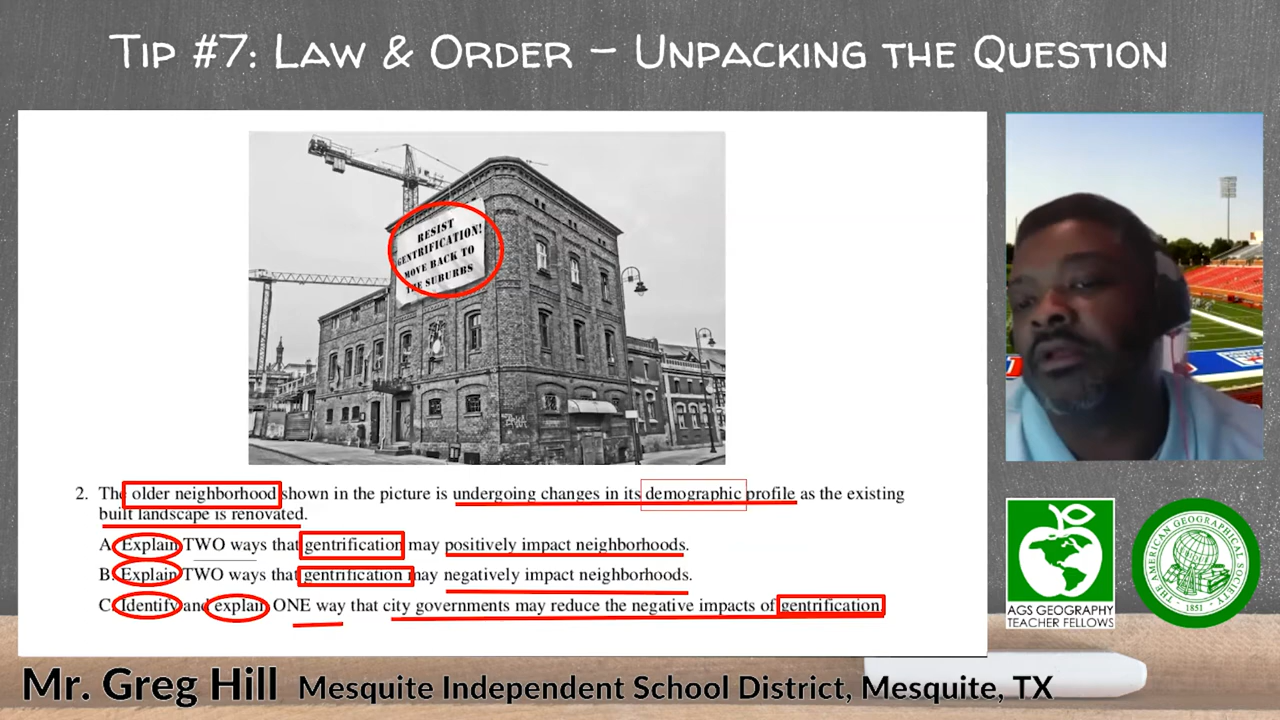 Tip #7: Law & Order – Unpacking the Question
RESIST
GENTRIFICATION!
MOVE BACK TO
THE SUBURBS
2. The older neighborhood shown in the picture is undergoing changes in its demographic profile as the existing
built landscape is renovated.
A. Explain TWO ways that gentrification may positively impact neighborhoods.
B. Explain TWO ways that gentrification may negatively impact neighborhoods.
C. Identify and explain ONE way that city governments may reduce the negative impacts of gentrification.
AGS GEOGRAPHY
TEACHER FELLOWS
THE AMERICAN GEOGRAPHICAL SOCIETY
1851
Mr. Greg Hill Mesquite Independent School District, Mesquite, TX